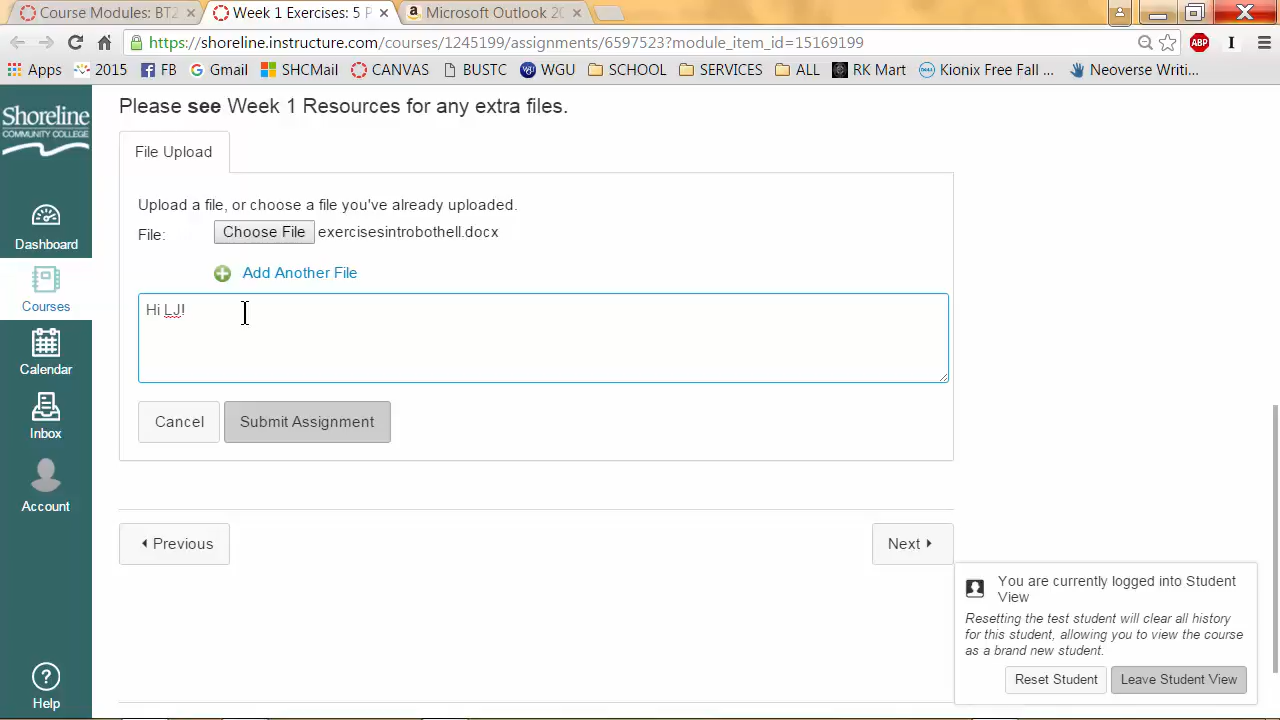 Course Modules: BT2
Week 1 Exercises: 5 P
Microsoft Outlook 20
https://shoreline.instructure.com/courses/1245199/assignments/6597523?module_item_id=15169199
ABP
I
Apps
2015
FB
Gmail
SHCMail
CANVAS
BUSTC
WGU
SCHOOL
SERVICES
ALL
RK Mart
Kionix Free Fall ...
Neoverse Writi...
Shoreline
COMMUNITY COLLEGE
Dashboard
Courses
Calendar
Inbox
Account
Help
Please see Week 1 Resources for any extra files.
File Upload
Upload a file, or choose a file you've already uploaded.
File:
Choose File exercisesintrobothell.docx
Add Another File
Hi LJ!
Cancel
Submit Assignment
Previous
Next
You are currently logged into Student
View
Resetting the test student will clear all history
for this student, allowing you to view the course
as a brand new student.
Reset Student
Leave Student View